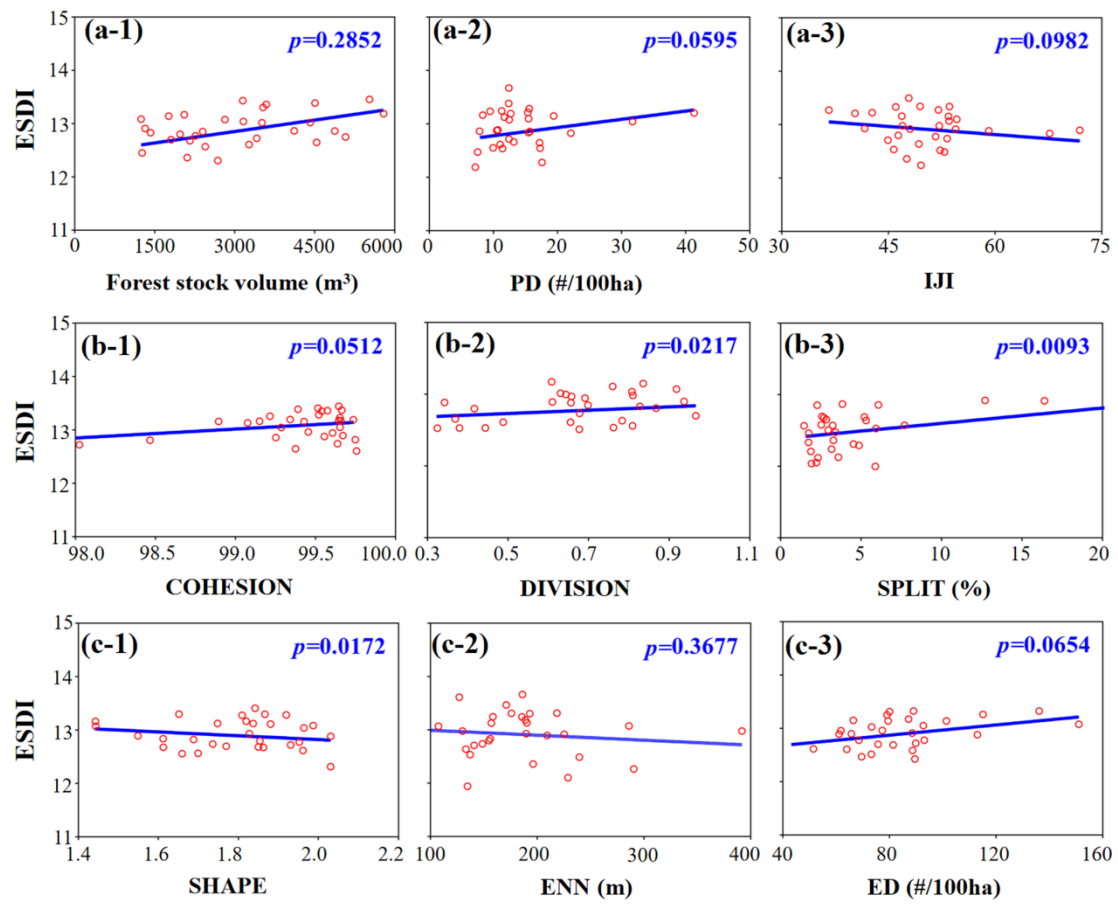 (a-1) p=0.2852
(a-2) p=0.0595
(a-3) p=0.0982
ESDI
15
14
13
12
11
0 1500 3000 4500 6000
0 10 20 30 40 50
30 45 60 75
Forest stock volume (m³)
PD (#/100ha)
IJI
(b-1) p=0.0512
(b-2) p=0.0217
(b-3) p=0.0093
ESDI
15
14
13
12
11
98.0 98.5 99.0 99.5 100.0
0.3 0.5 0.7 0.9 1.1
0 5 10 15 20
COHESION
DIVISION
SPLIT (%)
(c-1) p=0.0172
(c-2) p=0.3677
(c-3) p=0.0654
ESDI
15
14
13
12
11
1.4 1.6 1.8 2.0 2.2
100 200 300 400
40 80 120 160
SHAPE
ENN (m)
ED (#/100ha)